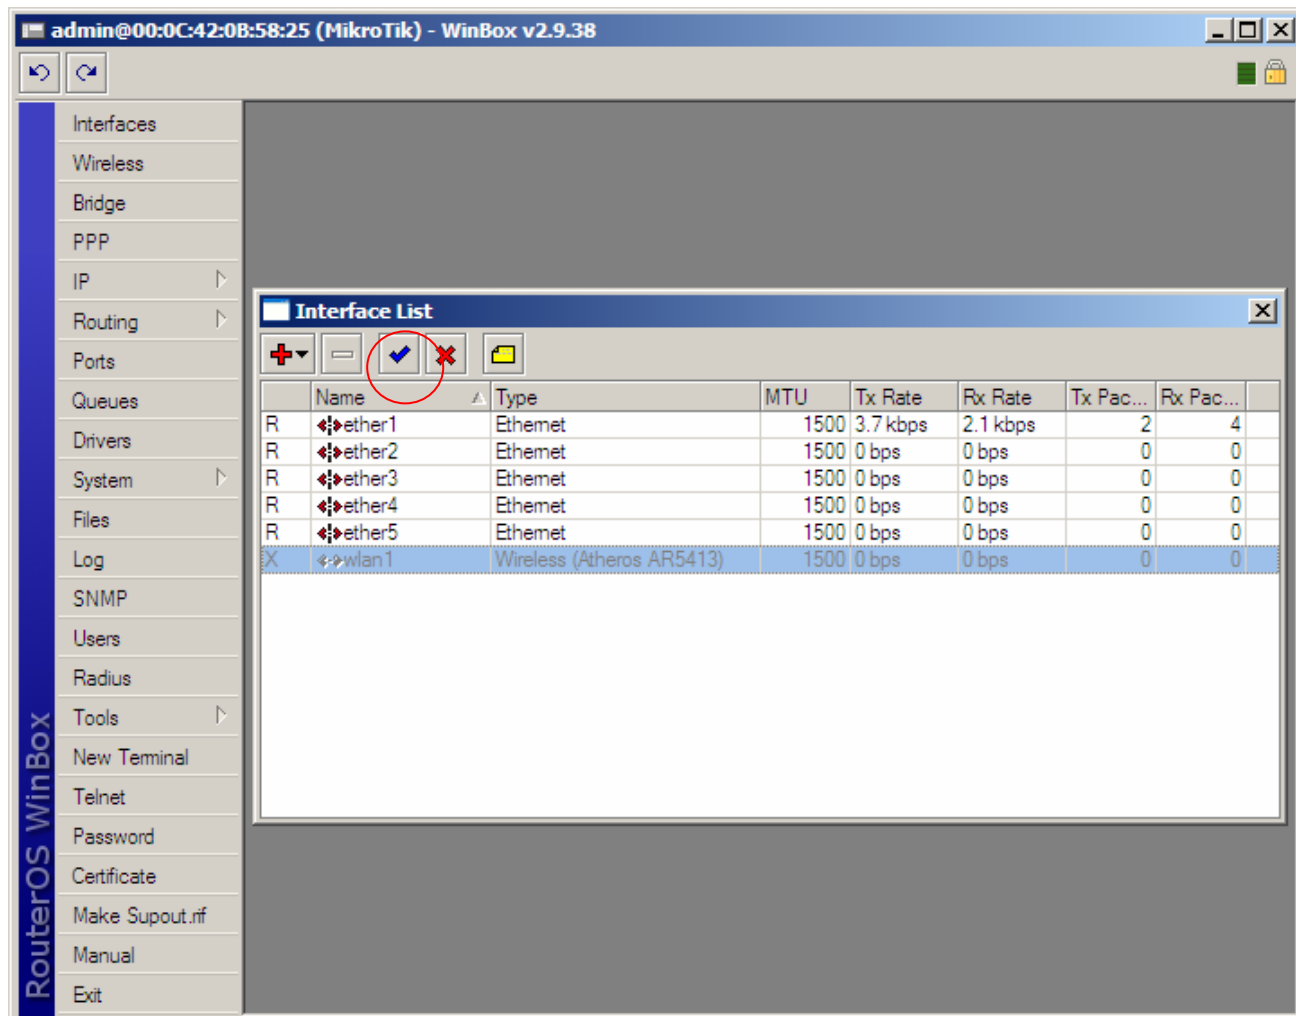 admin@00:0C:42:0B:58:25 (MikroTik) - WinBox v2.9.38
Interfaces
Wireless
Bridge
PPP
IP
Routing
Ports
Queues
Drivers
System
Files
Log
SNMP
Users
Radius
Tools
New Terminal
Telnet
Password
Certificate
Make Supout.rif
Manual
Exit
RouterOS WinBox
Interface List
Name Type MTU Tx Rate Rx Rate Tx Pac... Rx Pac...
R ether1 Ethernet 1500 3.7 kbps 2.1 kbps 2 4
R ether2 Ethernet 1500 0 bps 0 bps 0 0
R ether3 Ethernet 1500 0 bps 0 bps 0 0
R ether4 Ethernet 1500 0 bps 0 bps 0 0
R ether5 Ethernet 1500 0 bps 0 bps 0 0
X wlan1 Wireless (Atheros AR5413) 1500 0 bps 0 bps 0 0